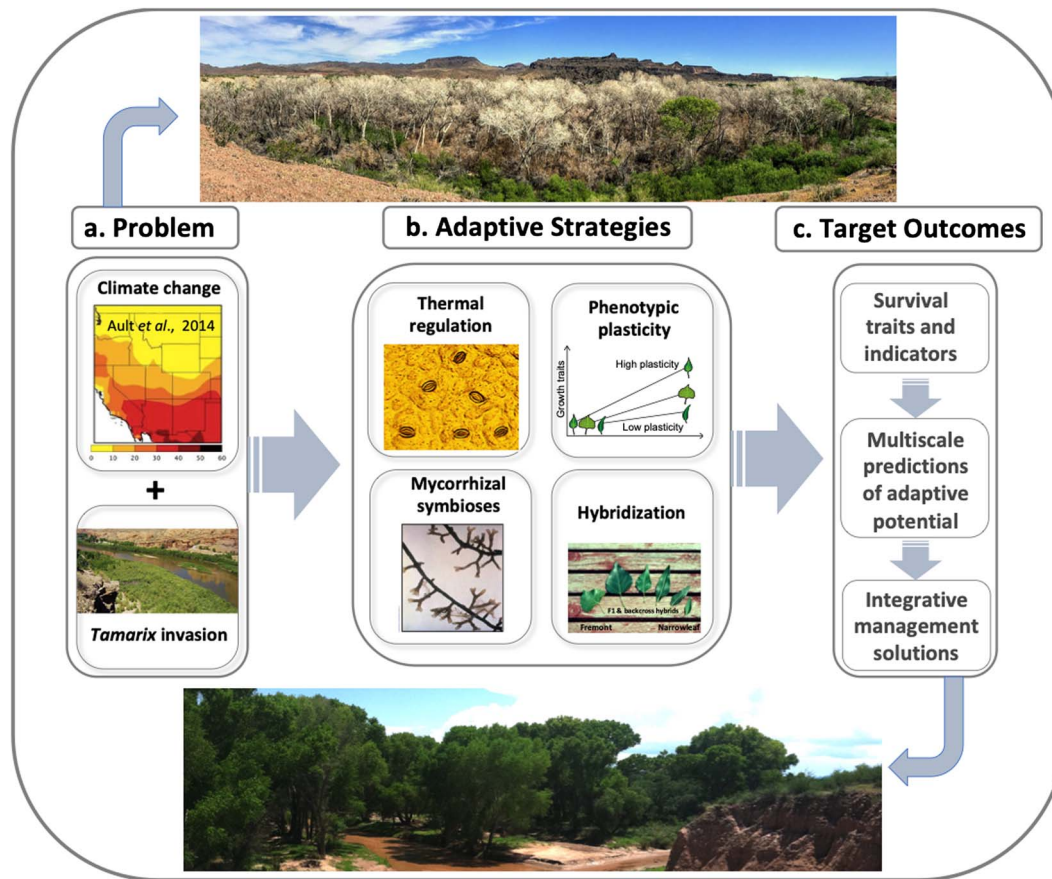 a. Problem
b. Adaptive Strategies
c. Target Outcomes
Climate change
Ault et al., 2014
0 10 20 30 40 50 60
+
Tamarix invasion
Thermal
regulation
Phenotypic
plasticity
Growth traits
High plasticity
Low plasticity
Mycorrhizal
symbioses
Hybridization
F1 & backcross hybrids
Fremont
Narrowleaf
Survival
traits and
indicators
Multiscale
predictions
of adaptive
potential
Integrative
management
solutions